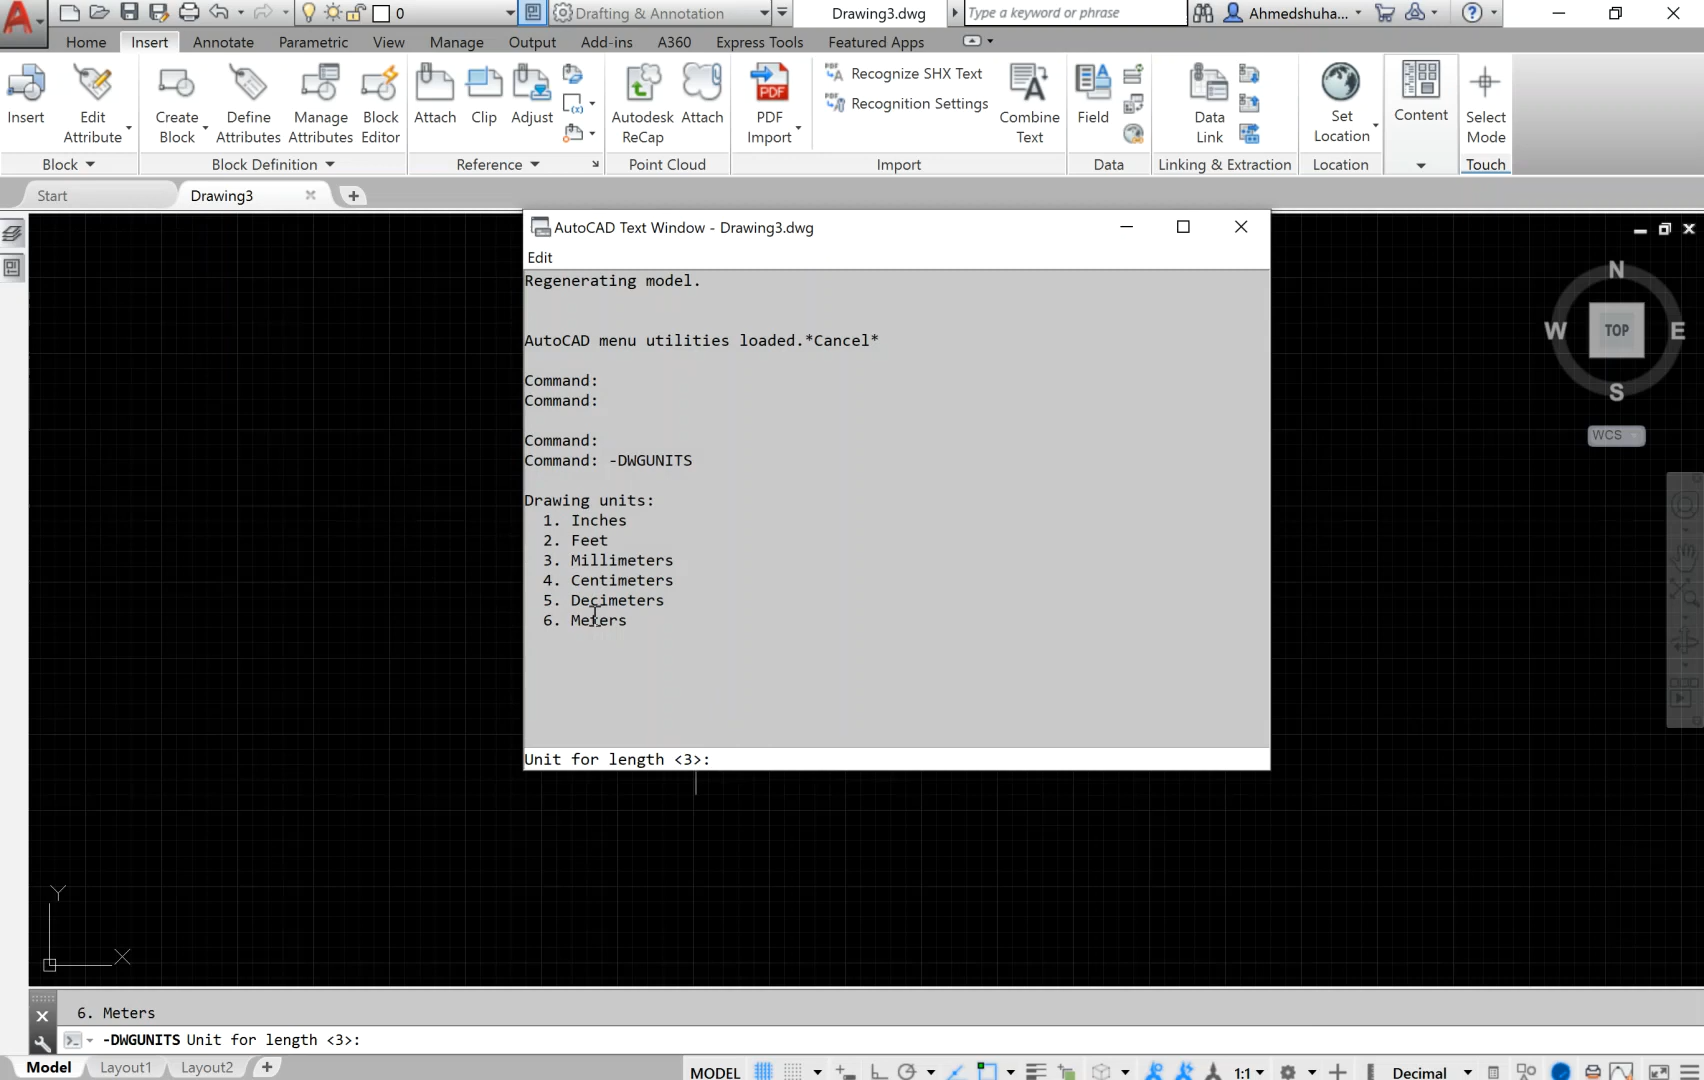 0
Drafting & Annotation
Drawing3.dwg
Type a keyword or phrase
Ahmedshuha...
Home Insert Annotate Parametric View Manage Output Add-ins A360 Express Tools Featured Apps
Insert
Edit
Attribute
Create
Block
Define
Attributes
Manage
Attributes
Block
Editor
Attach
Clip
Adjust
Autodesk
ReCap
Attach
PDF
Import
Recognize SHX Text
Recognition Settings
Combine
Text
Field
Data
Link
Set
Location
Content
Select
Mode
Block
Block Definition
Reference
Point Cloud
Import
Data
Linking & Extraction
Location
Touch
Start
Drawing3
AutoCAD Text Window - Drawing3.dwg
Edit
Regenerating model.
AutoCAD menu utilities loaded.*Cancel*
Command:
Command:
Command:
Command: -DWGUNITS
Drawing units:
1. Inches
2. Feet
3. Millimeters
4. Centimeters
5. Decimeters
6. Meters
Unit for length <3>:
N
W
TOP
E
S
WCS
Y
X
6. Meters
-DWGUNITS Unit for length <3>:
Model Layout1 Layout2
MODEL
1:1
Decimal